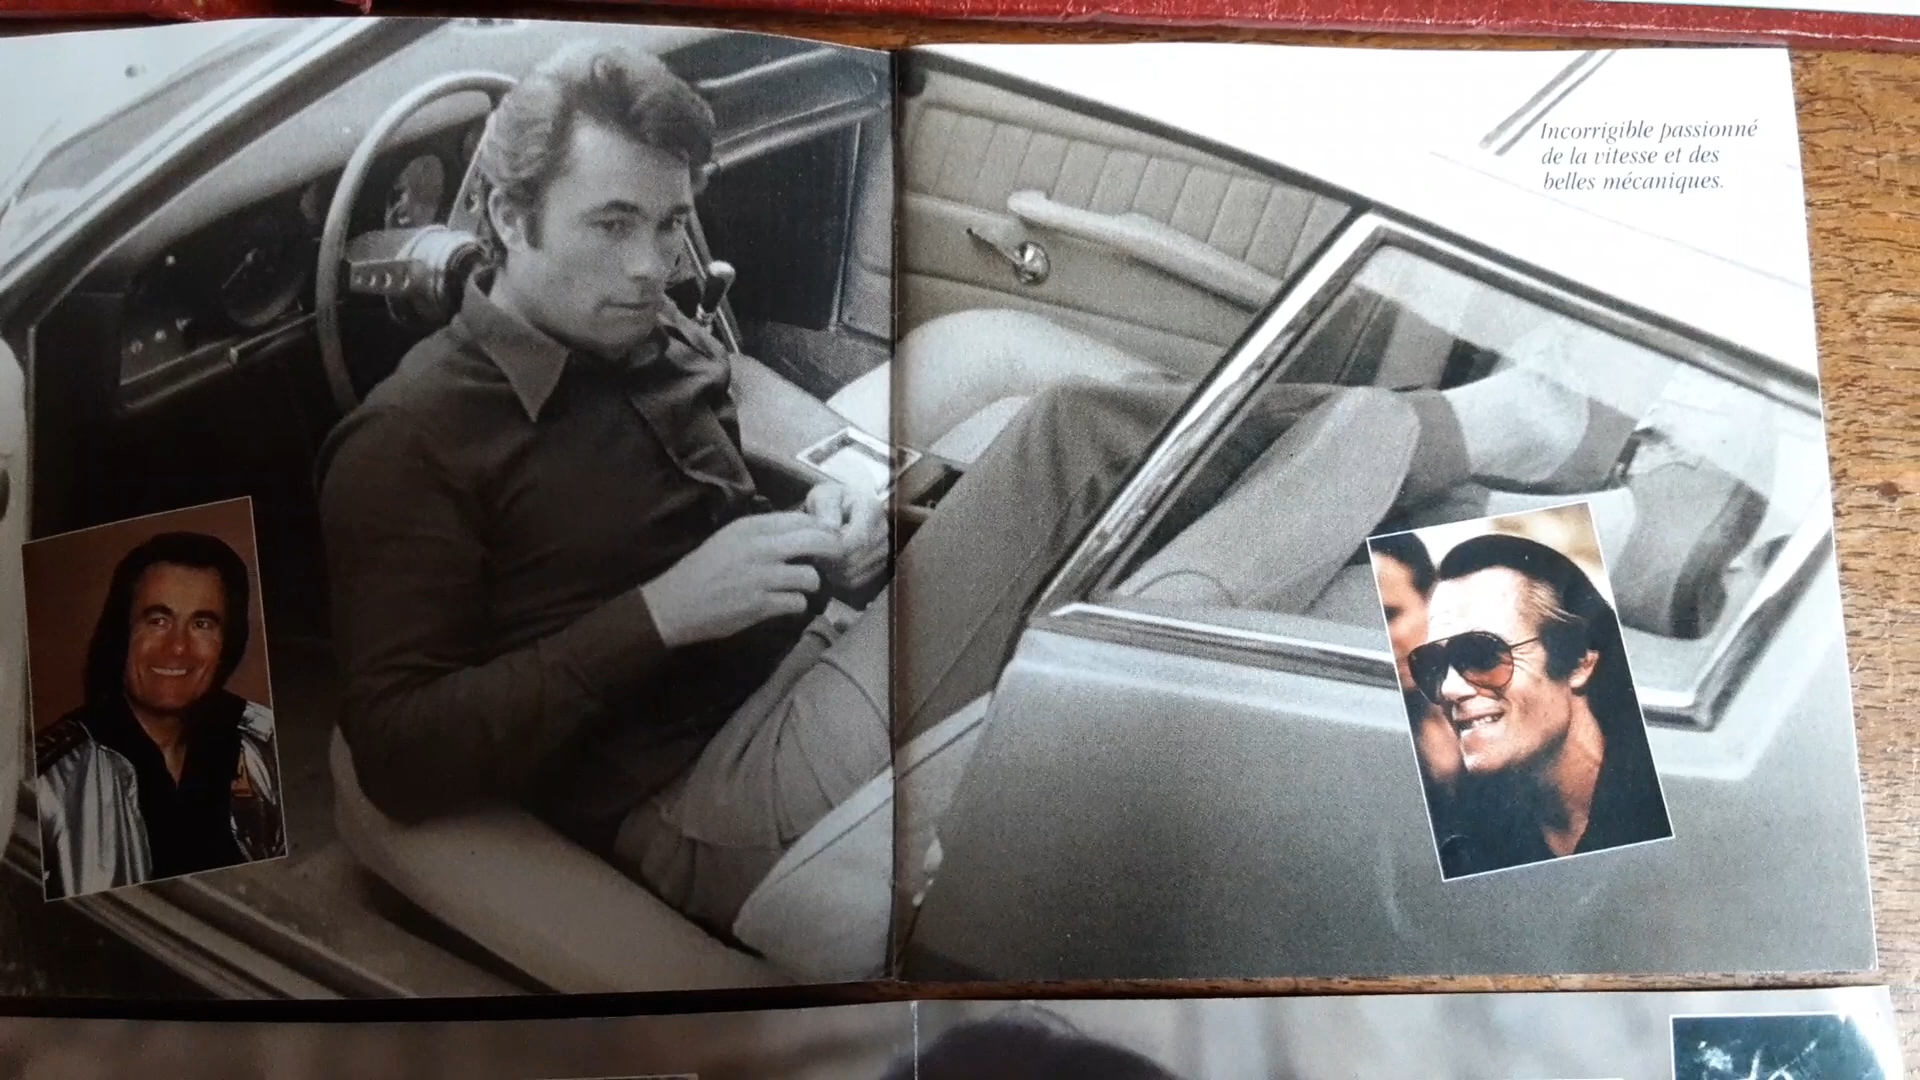 Incorrigible passionné
de la vitesse et des
belles mécaniques.